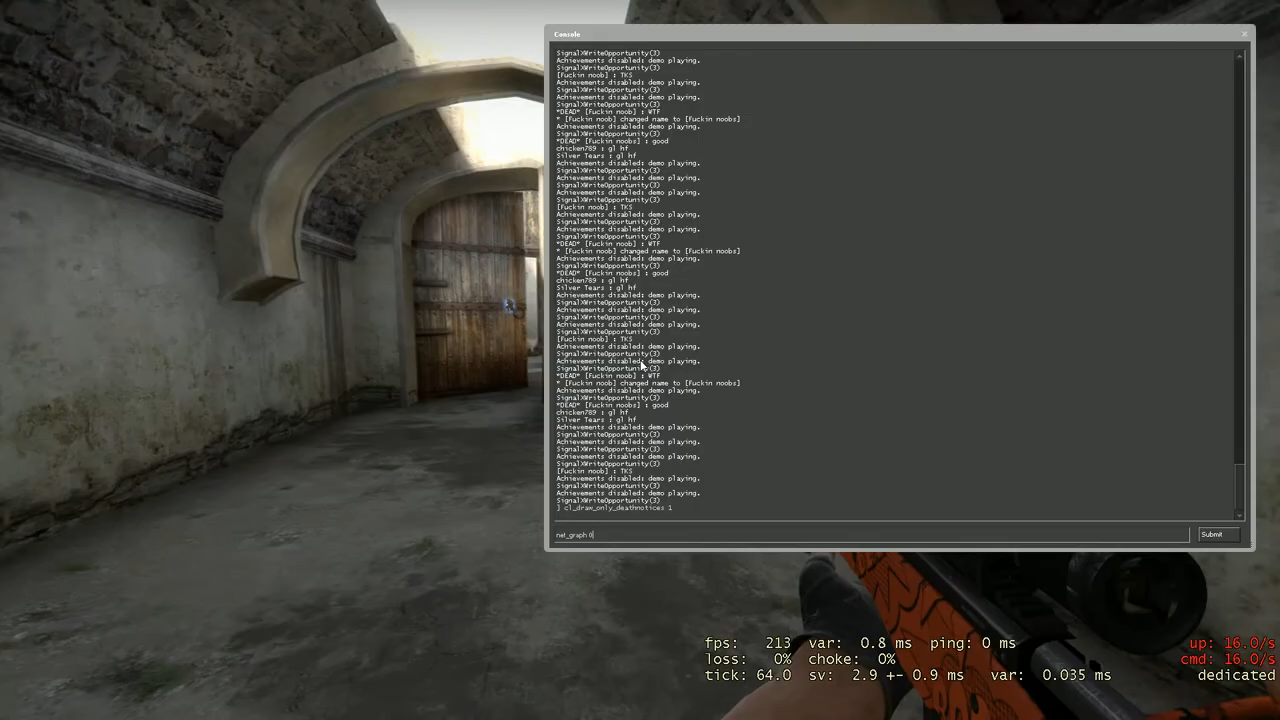 Console
SignalXWriteOpportunity(3)
Achievements disabled: demo playing.
SignalXWriteOpportunity(3)
[Fuckin noob] : TKS
Achievements disabled: demo playing.
SignalXWriteOpportunity(3)
Achievements disabled: demo playing.
SignalXWriteOpportunity(3)
*DEAD* [Fuckin noob] : WTF
* [Fuckin noob] changed name to [Fuckin noobs]
Achievements disabled: demo playing.
SignalXWriteOpportunity(3)
*DEAD* [Fuckin noobs] : good
chicken789 : gl hf
Silver Tears : gl hf
Achievements disabled: demo playing.
SignalXWriteOpportunity(3)
Achievements disabled: demo playing.
SignalXWriteOpportunity(3)
Achievements disabled: demo playing.
SignalXWriteOpportunity(3)
[Fuckin noob] : TKS
Achievements disabled: demo playing.
SignalXWriteOpportunity(3)
Achievements disabled: demo playing.
SignalXWriteOpportunity(3)
*DEAD* [Fuckin noob] : WTF
* [Fuckin noob] changed name to [Fuckin noobs]
Achievements disabled: demo playing.
SignalXWriteOpportunity(3)
*DEAD* [Fuckin noobs] : good
chicken789 : gl hf
Silver Tears : gl hf
Achievements disabled: demo playing.
SignalXWriteOpportunity(3)
Achievements disabled: demo playing.
SignalXWriteOpportunity(3)
Achievements disabled: demo playing.
SignalXWriteOpportunity(3)
[Fuckin noob] : TKS
Achievements disabled: demo playing.
SignalXWriteOpportunity(3)
Achievements disabled: demo playing.
SignalXWriteOpportunity(3)
*DEAD* [Fuckin noob] : WTF
* [Fuckin noob] changed name to [Fuckin noobs]
Achievements disabled: demo playing.
SignalXWriteOpportunity(3)
*DEAD* [Fuckin noobs] : good
chicken789 : gl hf
Silver Tears : gl hf
Achievements disabled: demo playing.
SignalXWriteOpportunity(3)
Achievements disabled: demo playing.
SignalXWriteOpportunity(3)
Achievements disabled: demo playing.
SignalXWriteOpportunity(3)
[Fuckin noob] : TKS
Achievements disabled: demo playing.
SignalXWriteOpportunity(3)
Achievements disabled: demo playing.
SignalXWriteOpportunity(3)
] cl_draw_only_deathnotices 1
net_graph 0
Submit
fps: 213 var: 0.8 ms ping: 0 ms up: 16.0/s
loss: 0% choke: 0% cmd: 16.0/s
tick: 64.0 sv: 2.9 +- 0.9 ms var: 0.035 ms dedicated